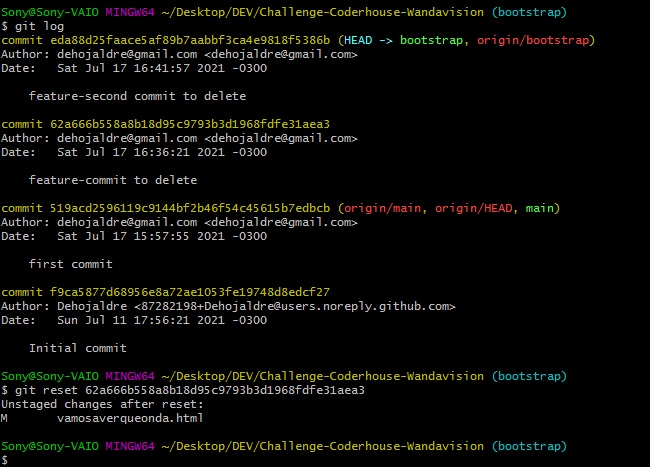 Sony@Sony-VAIO MINGW64 ~/Desktop/DEV/Challenge-Coderhouse-Wandavision (bootstrap)
$ git log
commit eda88d25faace5af89b7aabbf3ca4e9818f5386b (HEAD -> bootstrap, origin/bootstrap)
Author: dehojaldre@gmail.com <dehojaldre@gmail.com>
Date:   Sat Jul 17 16:41:57 2021 -0300
feature-second commit to delete
commit 62a666b558a8b18d95c9793b3d1968fdfe31aea3
Author: dehojaldre@gmail.com <dehojaldre@gmail.com>
Date:   Sat Jul 17 16:36:21 2021 -0300
feature-commit to delete
commit 519acd2596119c9144bf2b46f54c45615b7edbcb (origin/main, origin/HEAD, main)
Author: dehojaldre@gmail.com <dehojaldre@gmail.com>
Date:   Sat Jul 17 15:57:55 2021 -0300
first commit
commit f9ca5877d68956e8a72ae1053fe19748d8edcf27
Author: Dehojaldre <87282198+Dehojaldre@users.noreply.github.com>
Date:   Sun Jul 11 17:56:21 2021 -0300
Initial commit
Sony@Sony-VAIO MINGW64 ~/Desktop/DEV/Challenge-Coderhouse-Wandavision (bootstrap)
$ git reset 62a666b558a8b18d95c9793b3d1968fdfe31aea3
Unstaged changes after reset:
M       vamosaverqueonda.html
Sony@Sony-VAIO MINGW64 ~/Desktop/DEV/Challenge-Coderhouse-Wandavision (bootstrap)
$